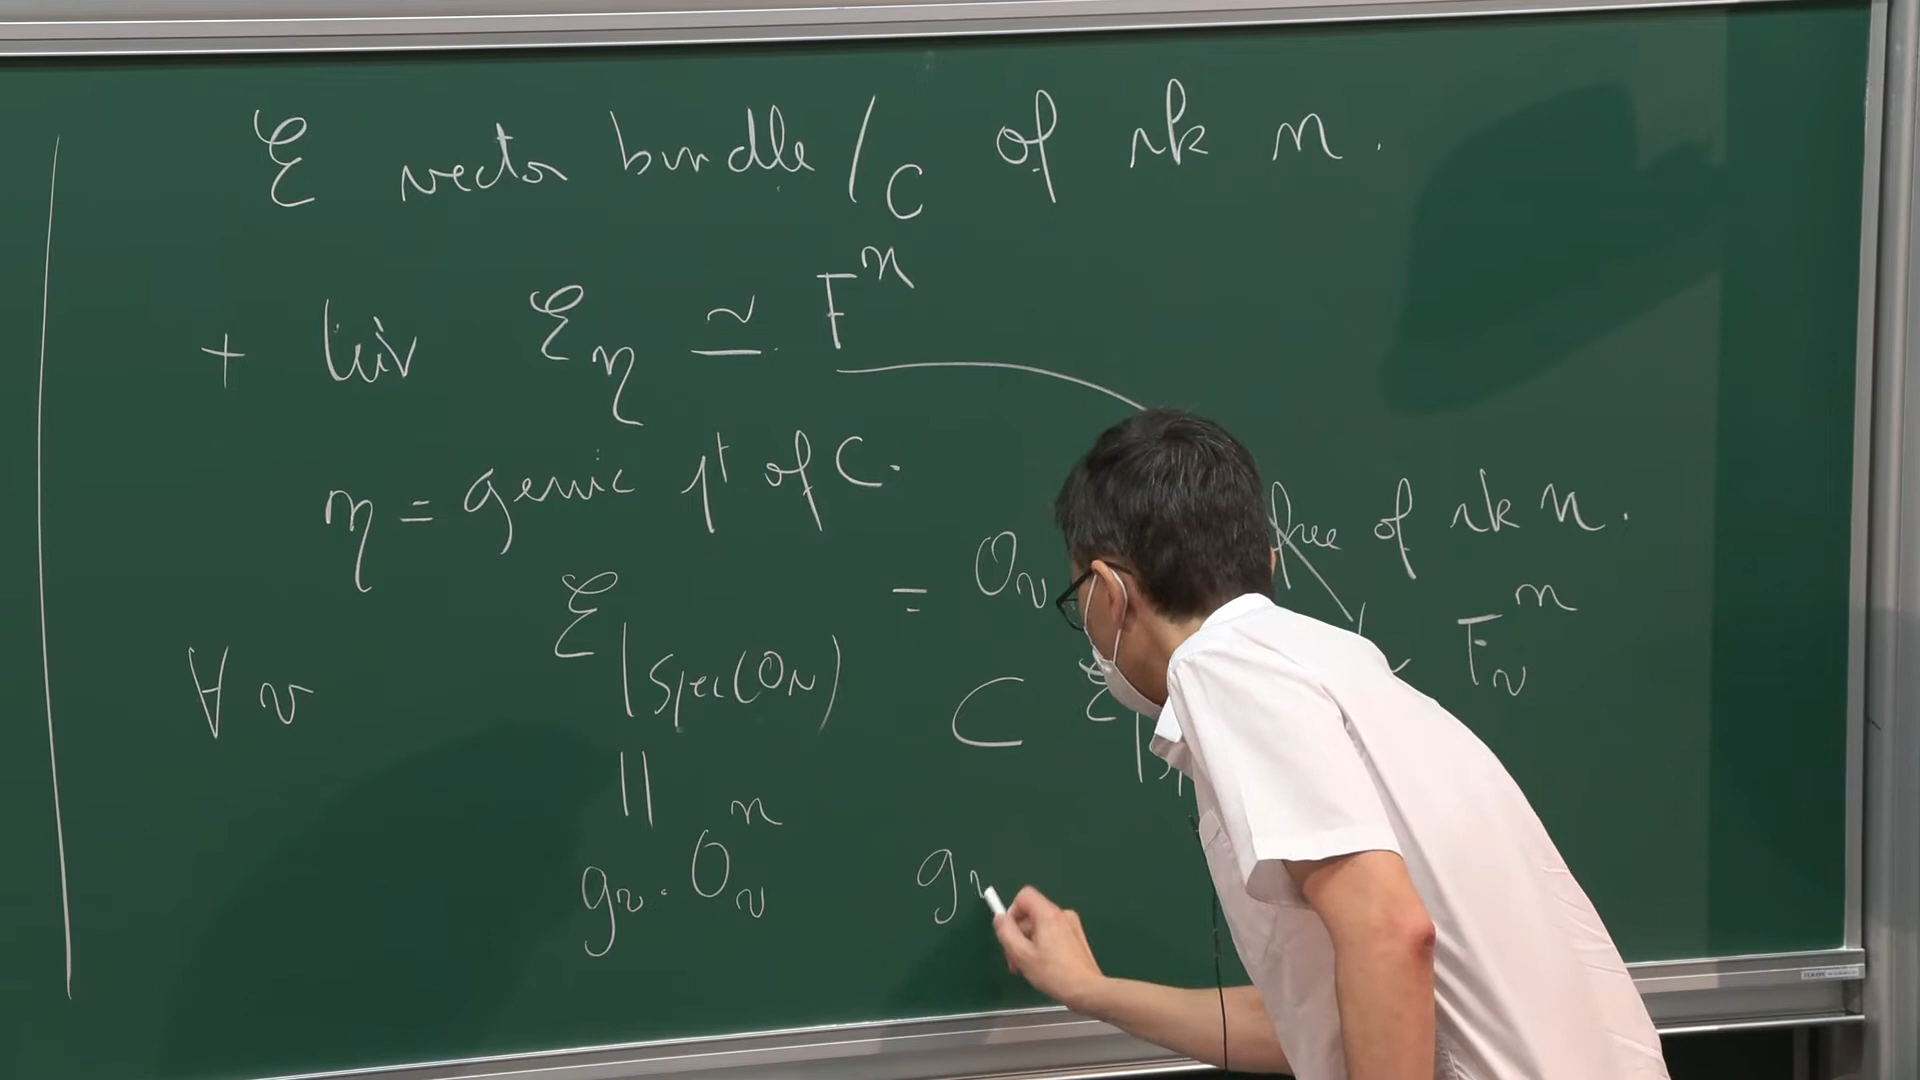 ℰ vector bundle /C of rk n.
+ triv ℰ_η ≃ F^n
η = generic pt of C.
= O_v free of rk n.
∀ v ℰ|Spec(O_v) ⊂ ℰ| F_v^n
||
g_v · O_v^n g_v